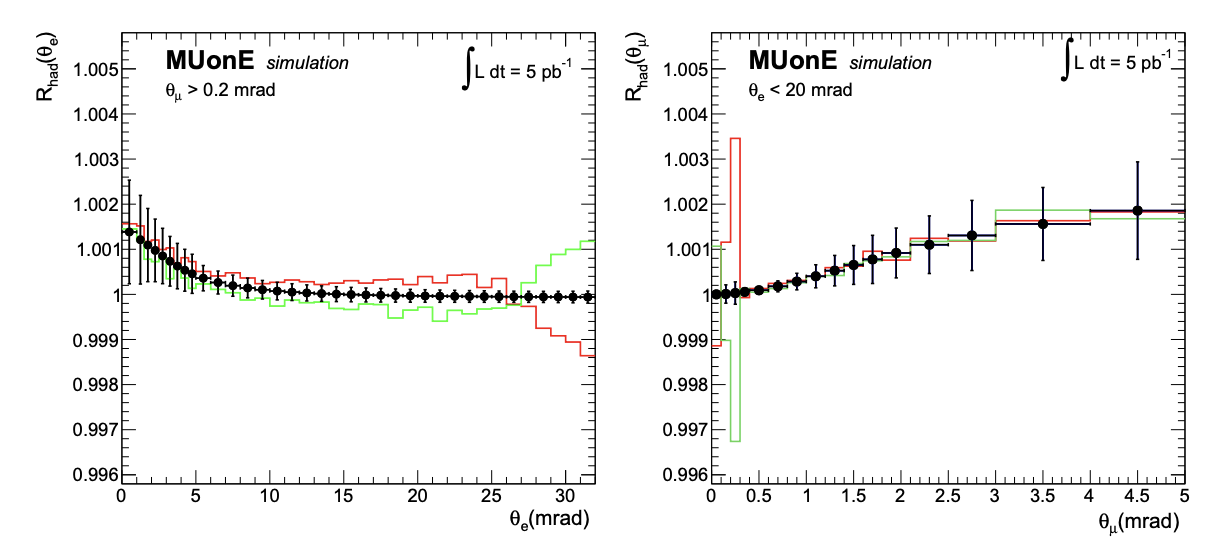 R_had(θ_e)
MUonE simulation
∫ L dt = 5 pb⁻¹
θ_μ > 0.2 mrad
1.005
1.004
1.003
1.002
1.001
1
0.999
0.998
0.997
0.996
0 5 10 15 20 25 30
θ_e(mrad)
R_had(θ_μ)
MUonE simulation
∫ L dt = 5 pb⁻¹
θ_e < 20 mrad
1.005
1.004
1.003
1.002
1.001
1
0.999
0.998
0.997
0.996
0 0.5 1 1.5 2 2.5 3 3.5 4 4.5 5
θ_μ(mrad)